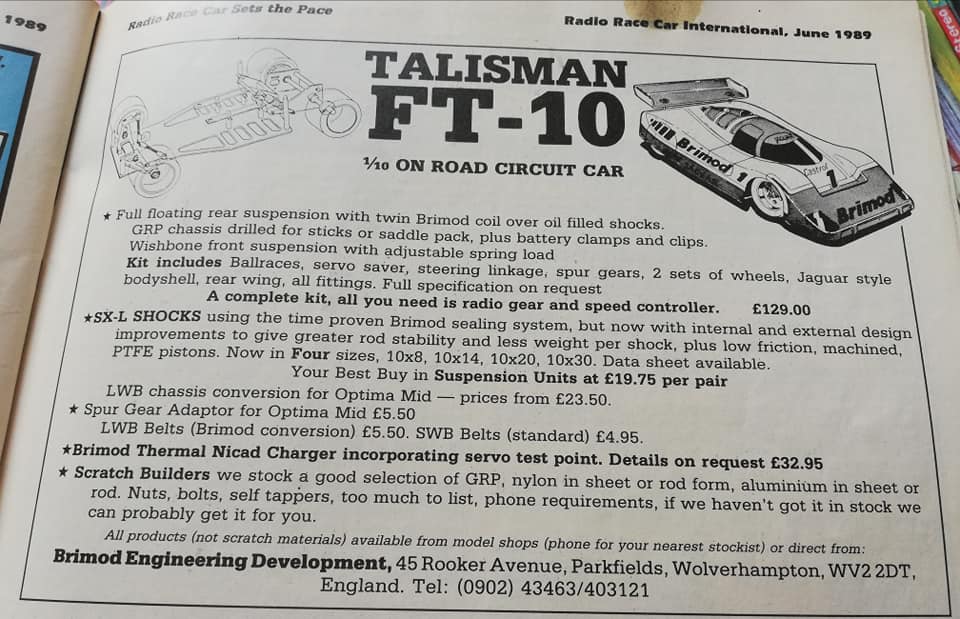 1989
Radio Race Car Sets the Pace
Radio Race Car International, June 1989
Stereo
TALISMAN
FT-10
1/10 ON ROAD CIRCUIT CAR
Brimod 1
Castrol
1
Brimod
★ Full floating rear suspension with twin Brimod coil over oil filled shocks.
GRP chassis drilled for sticks or saddle pack, plus battery clamps and clips.
Wishbone front suspension with adjustable spring load
Kit includes Ballraces, servo saver, steering linkage, spur gears, 2 sets of wheels, Jaguar style
bodyshell, rear wing, all fittings. Full specification on request
A complete kit, all you need is radio gear and speed controller. £129.00
★SX-L SHOCKS using the time proven Brimod sealing system, but now with internal and external design
improvements to give greater rod stability and less weight per shock, plus low friction, machined,
PTFE pistons. Now in Four sizes, 10x8, 10x14, 10x20, 10x30. Data sheet available.
Your Best Buy in Suspension Units at £19.75 per pair
LWB chassis conversion for Optima Mid — prices from £23.50.
★ Spur Gear Adaptor for Optima Mid £5.50
LWB Belts (Brimod conversion) £5.50. SWB Belts (standard) £4.95.
★Brimod Thermal Nicad Charger incorporating servo test point. Details on request £32.95
★ Scratch Builders we stock a good selection of GRP, nylon in sheet or rod form, aluminium in sheet or
rod. Nuts, bolts, self tappers, too much to list, phone requirements, if we haven't got it in stock we
can probably get it for you.
All products (not scratch materials) available from model shops (phone for your nearest stockist) or direct from:
Brimod Engineering Development, 45 Rooker Avenue, Parkfields, Wolverhampton, WV2 2DT,
England. Tel: (0902) 43463/403121